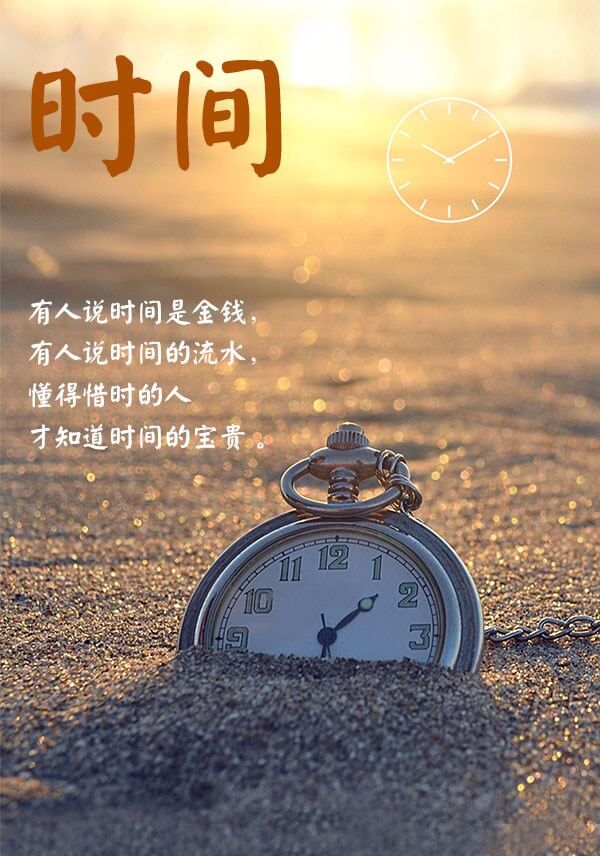 时间
有人说时间是金钱，
有人说时间的流水，
懂得惜时的人
才知道时间的宝贵。
11 12 1
10 2
9 3